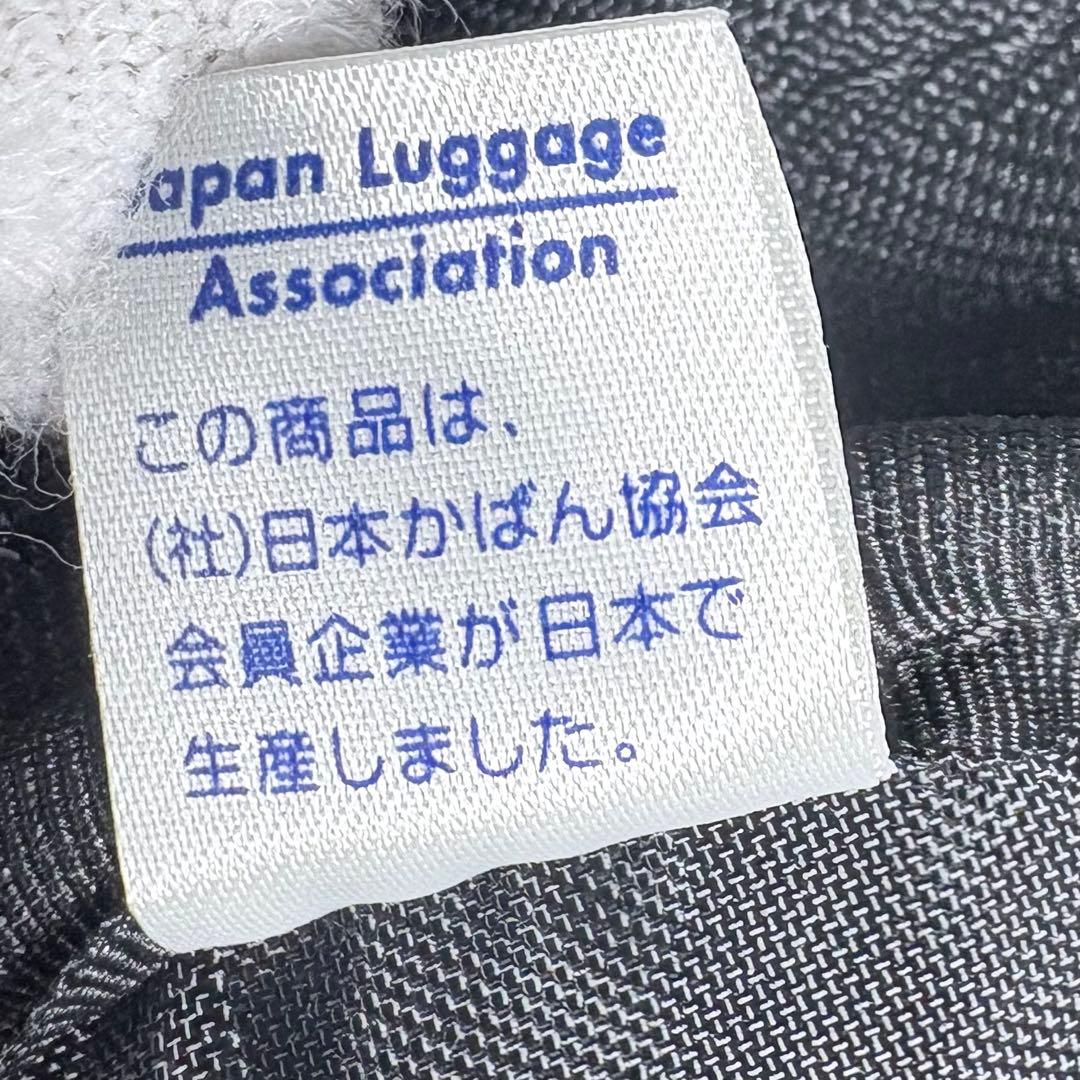 Japan Luggage
Association
この商品は、
(社)日本かばん協会
会員企業が日本で
生産しました。